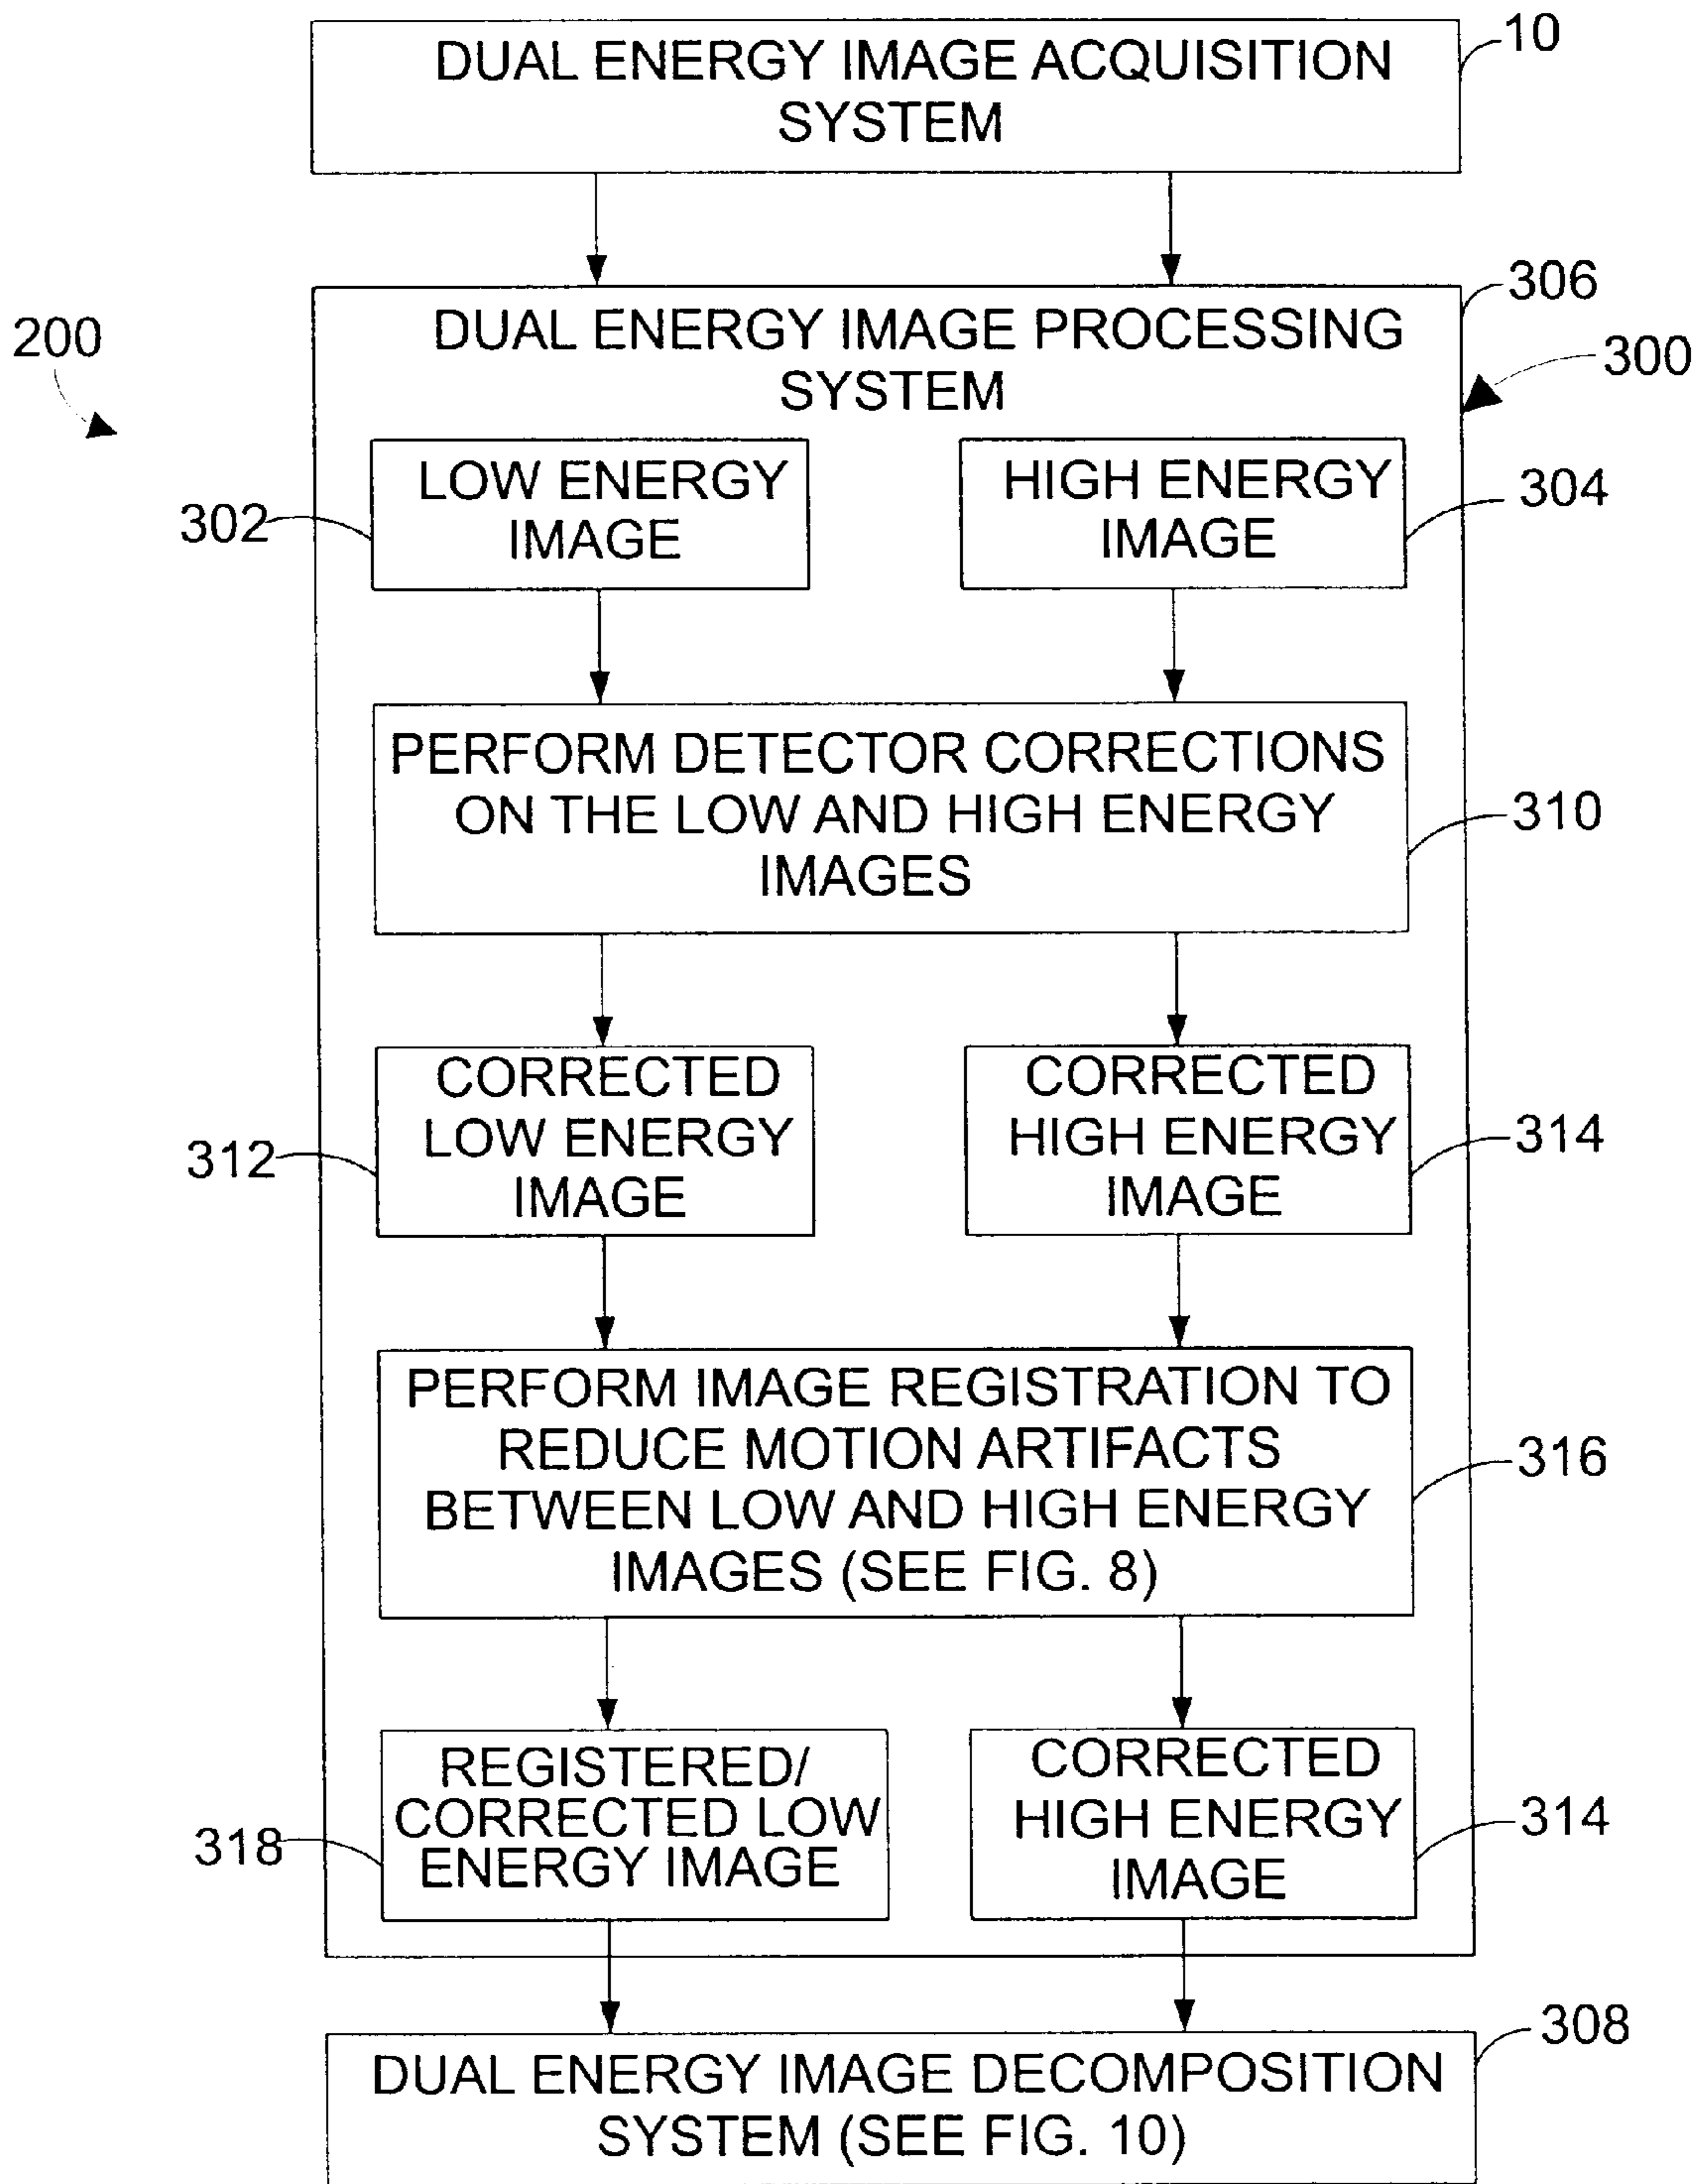 DUAL ENERGY IMAGE ACQUISITION
SYSTEM
10
306
DUAL ENERGY IMAGE PROCESSING
SYSTEM
200
300
LOW ENERGY
IMAGE
302
HIGH ENERGY
IMAGE
304
PERFORM DETECTOR CORRECTIONS
ON THE LOW AND HIGH ENERGY
IMAGES
310
CORRECTED
LOW ENERGY
IMAGE
312
CORRECTED
HIGH ENERGY
IMAGE
314
PERFORM IMAGE REGISTRATION TO
REDUCE MOTION ARTIFACTS
BETWEEN LOW AND HIGH ENERGY
IMAGES (SEE FIG. 8)
316
REGISTERED/
CORRECTED LOW
ENERGY IMAGE
318
CORRECTED
HIGH ENERGY
IMAGE
314
308
DUAL ENERGY IMAGE DECOMPOSITION
SYSTEM (SEE FIG. 10)